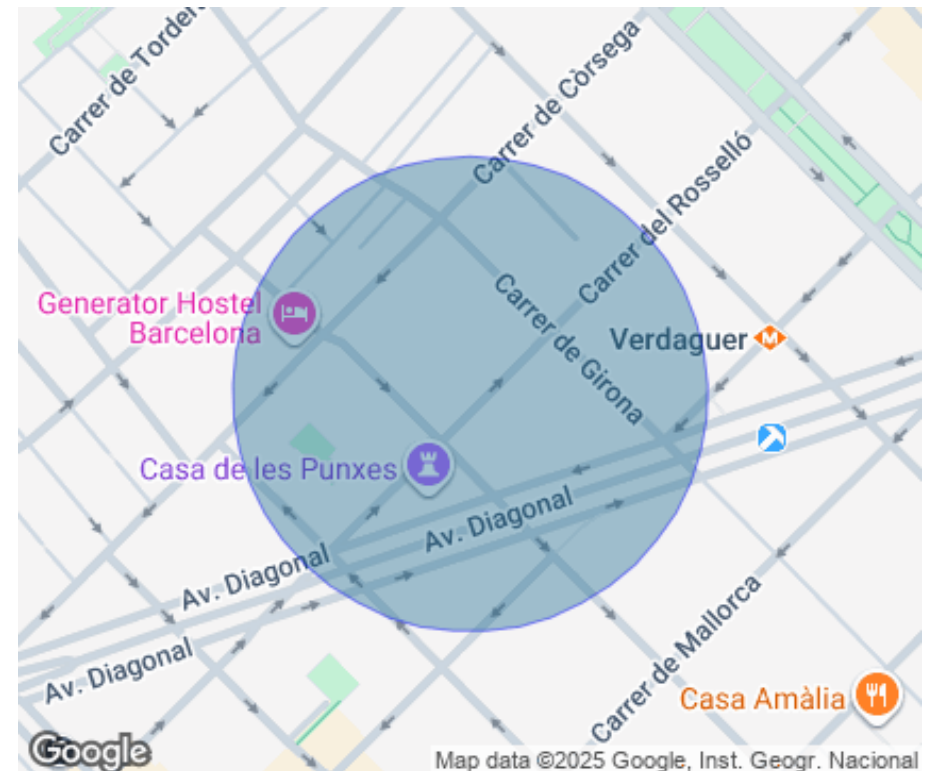 Carrer de Torder
Carrer de Còrsega
Carrer del Rosselló
Generator Hostel
Barcelona
Carrer de Girona
Verdaguer
M
Casa de les Punxes
Av. Diagonal
Av. Diagonal
Av. Diagonal
Carrer de Mallorca
Casa Amàlia
Google
Map data ©2025 Google, Inst. Geogr. Nacional